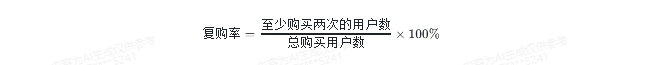 复购率 = 至少购买两次的用户数 / 总购买用户数 × 100%